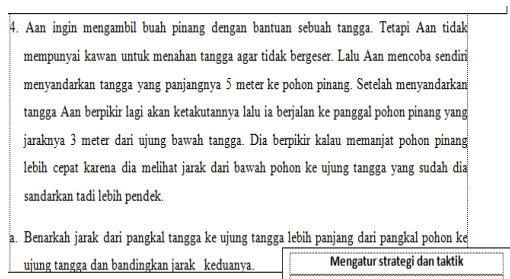 4. Aan ingin mengambil buah pinang dengan bantuan sebuah tangga. Tetapi Aan tidak
mempunyai kawan untuk menahan tangga agar tidak bergeser. Lalu Aan mencoba sendiri
menyandarkan tangga yang panjangnya 5 meter ke pohon pinang. Setelah menyandarkan
tangga Aan berpikir lagi akan ketakutannya lalu ia berjalan ke panggal pohon pinang yang
jaraknya 3 meter dari ujung bawah tangga. Dia berpikir kalau memanjat pohon pinang
lebih cepat karena dia melihat jarak dari bawah pohon ke ujung tangga yang sudah dia
sandarkan tadi lebih pendek.
a. Benarkah jarak dari pangkal tangga ke ujung tangga lebih panjang dari pangkal pohon ke
ujung tangga dan bandingkan jarak keduanya.
Mengatur strategi dan taktik